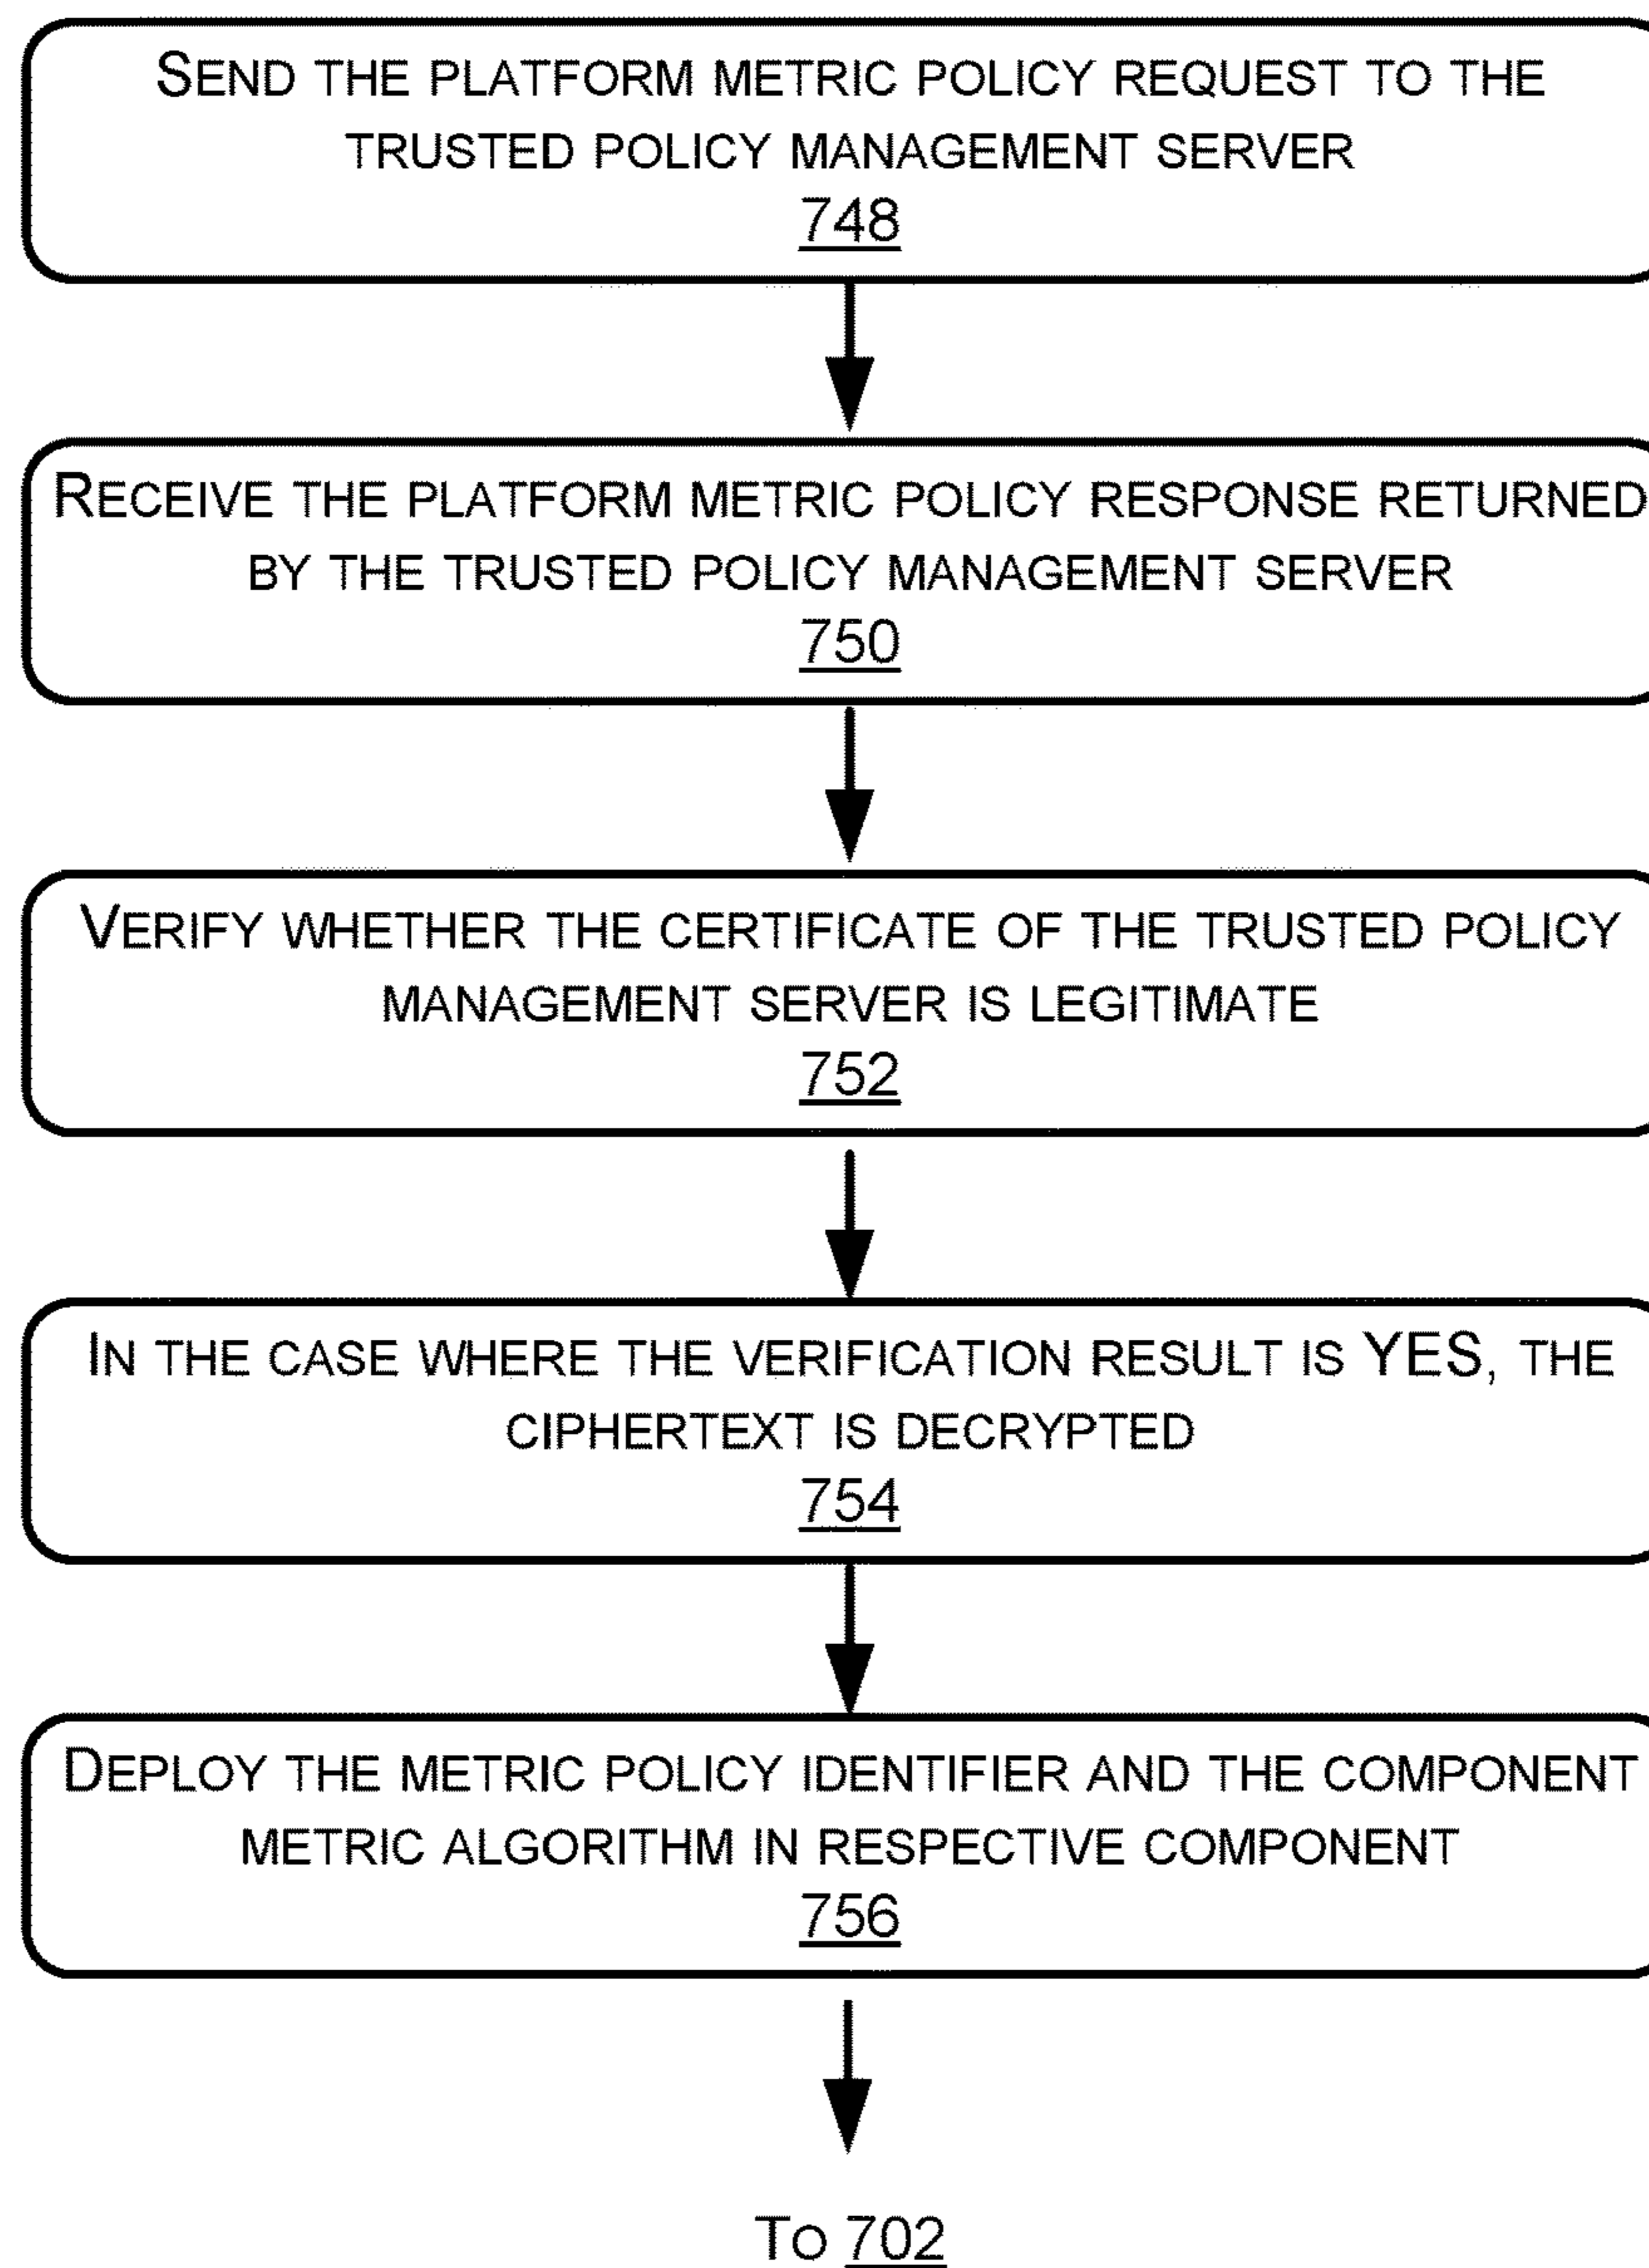 SEND THE PLATFORM METRIC POLICY REQUEST TO THE
TRUSTED POLICY MANAGEMENT SERVER
748
RECEIVE THE PLATFORM METRIC POLICY RESPONSE RETURNED
BY THE TRUSTED POLICY MANAGEMENT SERVER
750
VERIFY WHETHER THE CERTIFICATE OF THE TRUSTED POLICY
MANAGEMENT SERVER IS LEGITIMATE
752
IN THE CASE WHERE THE VERIFICATION RESULT IS YES, THE
CIPHERTEXT IS DECRYPTED
754
DEPLOY THE METRIC POLICY IDENTIFIER AND THE COMPONENT
METRIC ALGORITHM IN RESPECTIVE COMPONENT
756
TO 702